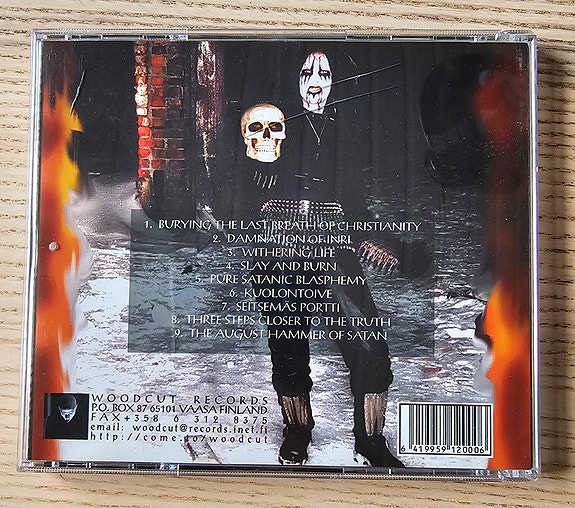 1. BURYING THE LAST BREATH OF CHRISTIANITY
2. DAMNATION OF INRI
3. WITHERING LIFE
4. SLAY AND BURN
5. PURE SATANIC BLASPHEMY
6. KUOLONTOIVE
7. SEITSEMÄS PORTTI
8. THREE STEPS CLOSER TO THE TRUTH
9. THE AUGUST HAMMER OF SATAN
WOODCUT RECORDS
P.O. BOX 87 65101 VAASA FINLAND
FAX +358 6 312 8375
email: woodcut@records.inet.fi
http://come.to/woodcut
6 419959 120006